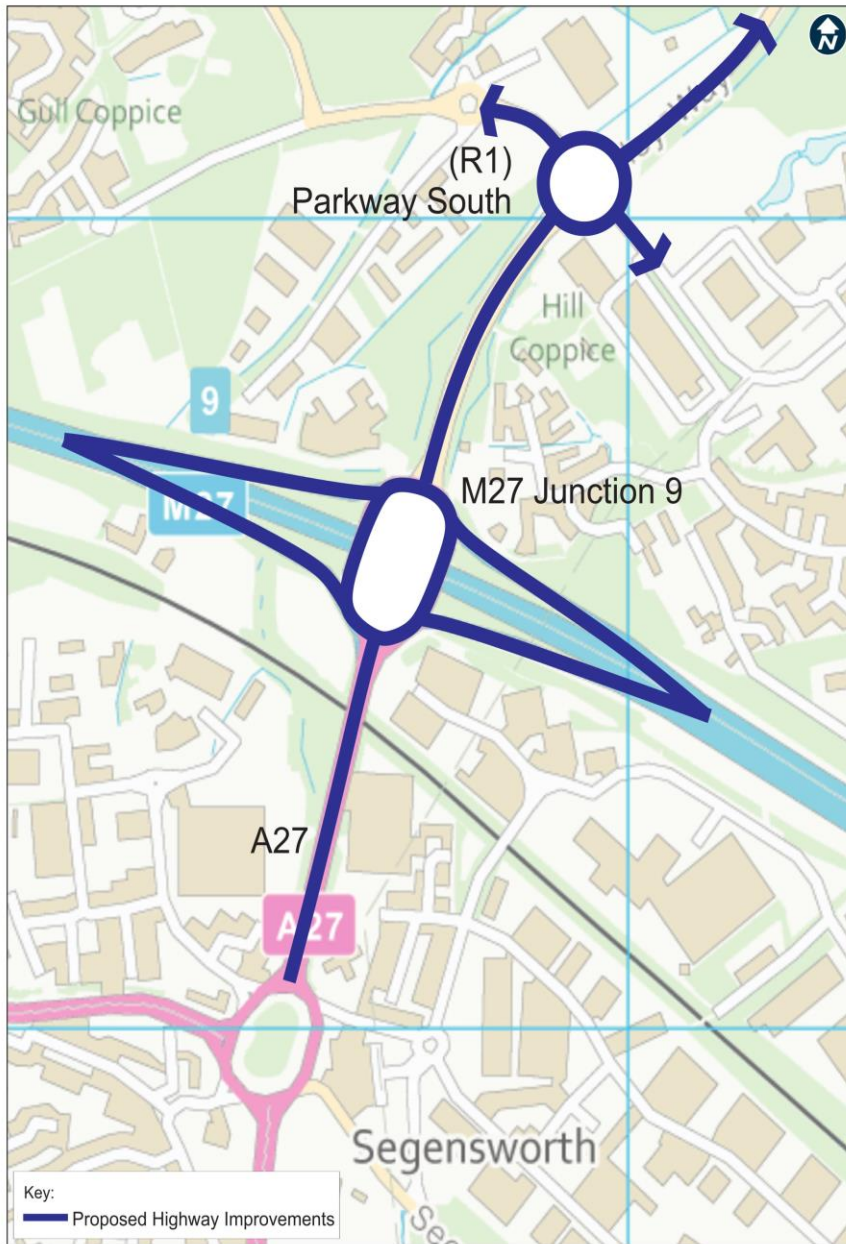 N
Gull Coppice
Way
(R1)
Parkway South
Hill
Coppice
9
M27 Junction 9
M27
A27
A27
Segensworth
Key:
Proposed Highway Improvements